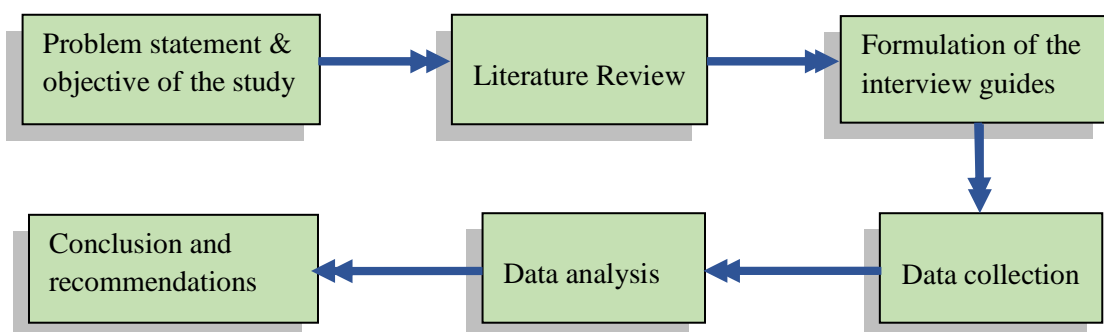 Problem statement &
objective of the study
Literature Review
Formulation of the
interview guides
Data collection
Data analysis
Conclusion and
recommendations